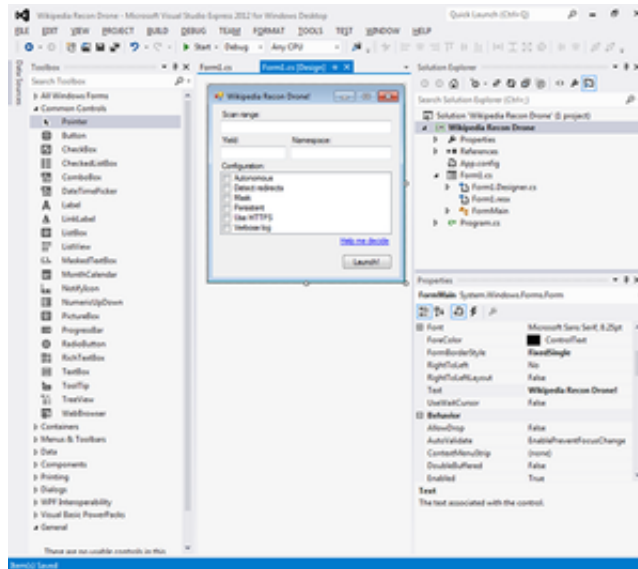 Wikipedia Recon Drone - Microsoft Visual Studio Express 2012 for Windows Desktop
Quick Launch (Ctrl+Q)
FILE EDIT VIEW PROJECT BUILD DEBUG TEAM FORMAT TOOLS TEST WINDOW HELP
Start Debug Any CPU
Data Sources
Toolbox
Search Toolbox
All Windows Forms
Common Controls
Pointer
Button
CheckBox
CheckedListBox
ComboBox
DateTimePicker
Label
LinkLabel
ListBox
ListView
MaskedTextBox
MonthCalendar
NotifyIcon
NumericUpDown
PictureBox
ProgressBar
RadioButton
RichTextBox
TextBox
ToolTip
TreeView
WebBrowser
Containers
Menus & Toolbars
Data
Components
Printing
Dialogs
WPF Interoperability
Visual Basic PowerPacks
General
There are no usable controls in this
Form1.cs
Form1.cs [Design]
Wikipedia Recon Drone!
Scan range:
Yield:
Namespace:
Configuration:
Autonomous
Detect redirects
Mask
Persistent
Use HTTPS
Verbose log
Help me decide
Launch!
Solution Explorer
Search Solution Explorer (Ctrl+;)
Solution 'Wikipedia Recon Drone' (1 project)
Wikipedia Recon Drone
Properties
References
App.config
Form1.cs
Form1.Designer.cs
Form1.resx
FormMain
Program.cs
Properties
FormMain System.Windows.Forms.Form
Font Microsoft Sans Serif, 8.25pt
ForeColor ControlText
FormBorderStyle FixedSingle
RightToLeft No
RightToLeftLayout False
Text Wikipedia Recon Drone!
UseWaitCursor False
Behavior
AllowDrop False
AutoValidate EnablePreventFocusChange
ContextMenuStrip (none)
DoubleBuffered False
Enabled True
Text
The text associated with the control.
Item(s) Saved